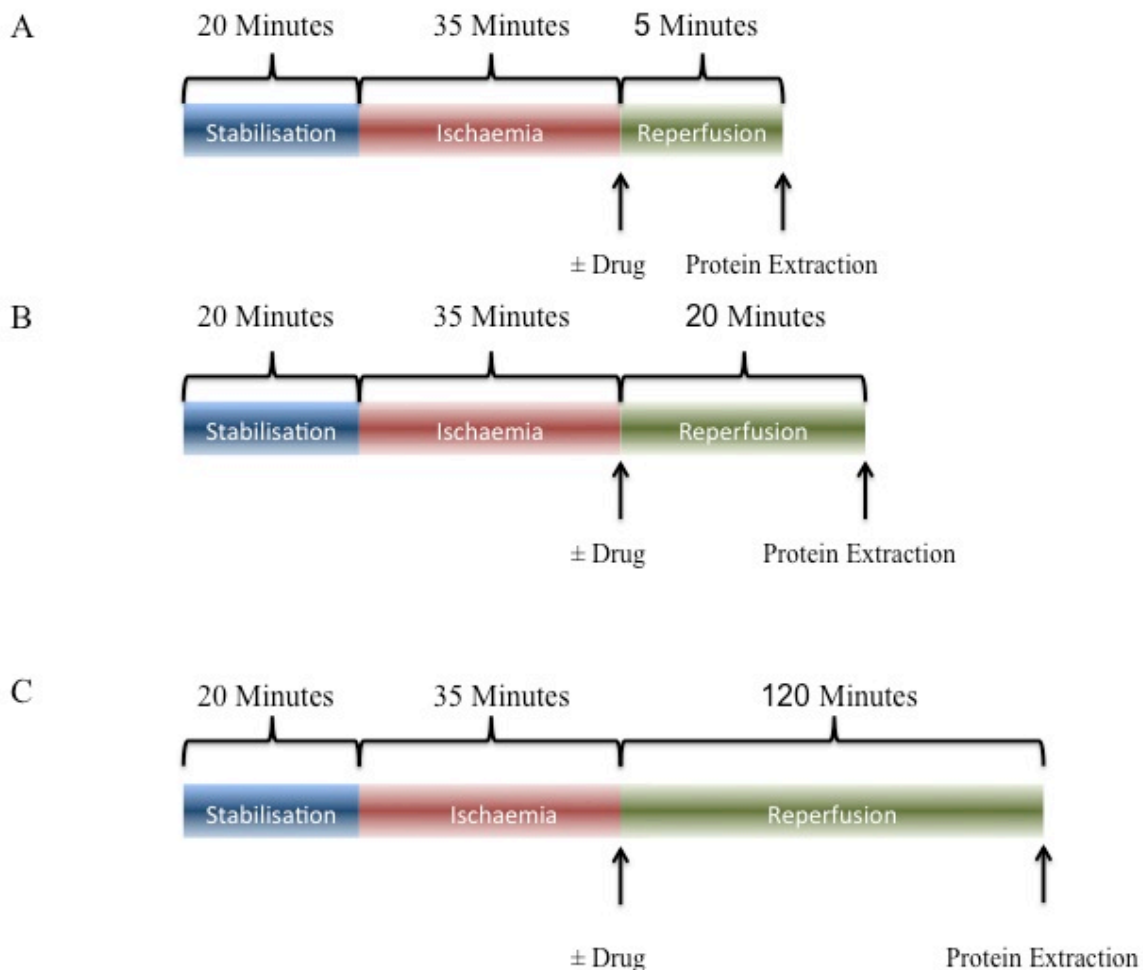 A
20 Minutes 35 Minutes 5 Minutes
Stabilisation Ischaemia Reperfusion
± Drug Protein Extraction
B
20 Minutes 35 Minutes 20 Minutes
Stabilisation Ischaemia Reperfusion
± Drug Protein Extraction
C
20 Minutes 35 Minutes 120 Minutes
Stabilisation Ischaemia Reperfusion
± Drug Protein Extraction